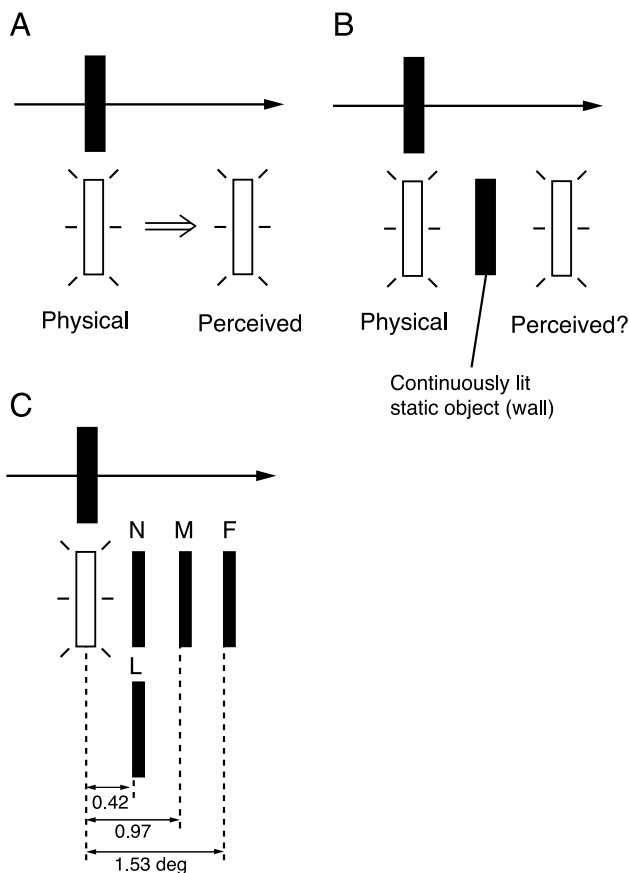 A
Physical
Perceived
B
Physical
Perceived?
Continuously lit
static object (wall)
C
N M F
L
0.42
0.97
1.53 deg